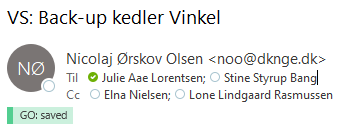 VS: Back-up kedler Vinkel
NØ
Nicolaj Ørskov Olsen <noo@dknge.dk>
Til Julie Aae Lorentsen; Stine Styrup Bang
Cc Elna Nielsen; Lone Lindgaard Rasmussen
GO: saved